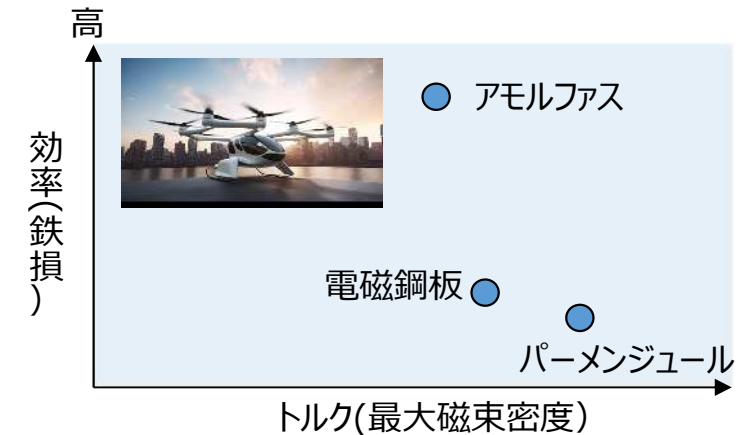 高
効率(鉄損)
アモルファス
電磁鋼板
パーメンジュール
トルク(最大磁束密度)